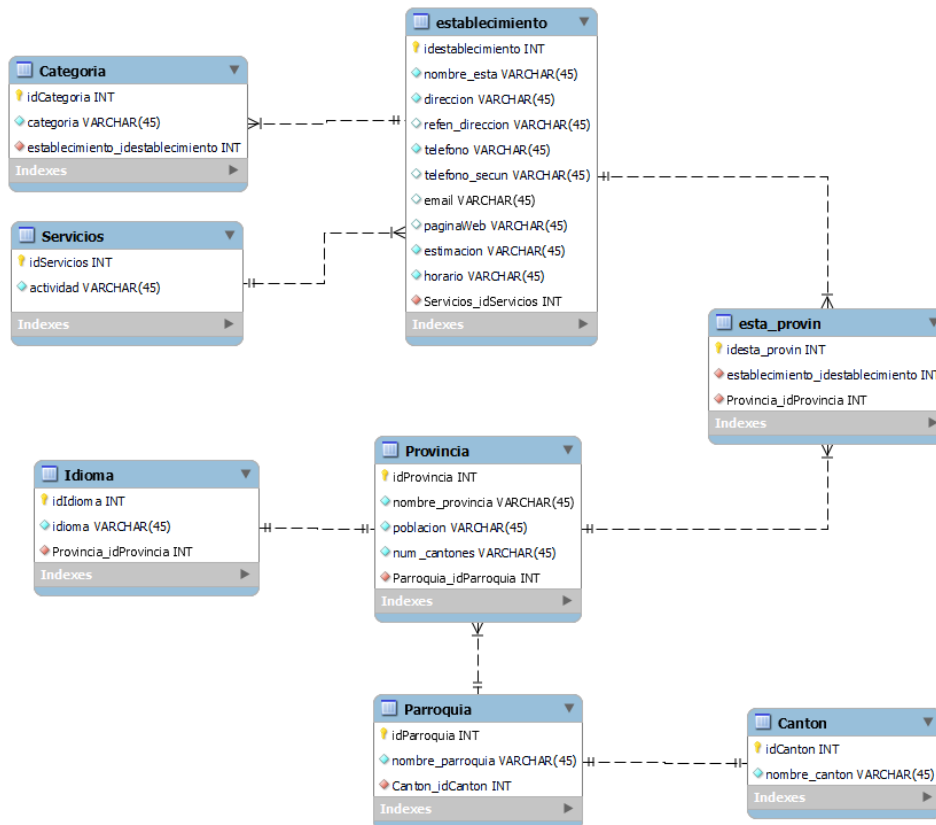 establecimiento
idestablecimiento INT
nombre_esta VARCHAR(45)
direccion VARCHAR(45)
refen_direccion VARCHAR(45)
telefono VARCHAR(45)
telefono_secun VARCHAR(45)
email VARCHAR(45)
paginaWeb VARCHAR(45)
estimacion VARCHAR(45)
horario VARCHAR(45)
Servicios_idServicios INT
Indexes
Categoria
idCategoria INT
categoria VARCHAR(45)
establecimiento_idestablecimiento INT
Indexes
Servicios
idServicios INT
actividad VARCHAR(45)
Indexes
esta_provin
idesta_provin INT
establecimiento_idestablecimiento INT
Provincia_idProvincia INT
Indexes
Provincia
idProvincia INT
nombre_provincia VARCHAR(45)
poblacion VARCHAR(45)
num_cantones VARCHAR(45)
Parroquia_idParroquia INT
Indexes
Idioma
idIdioma INT
idioma VARCHAR(45)
Provincia_idProvincia INT
Indexes
Parroquia
idParroquia INT
nombre_parroquia VARCHAR(45)
Canton_idCanton INT
Indexes
Canton
idCanton INT
nombre_canton VARCHAR(45)
Indexes